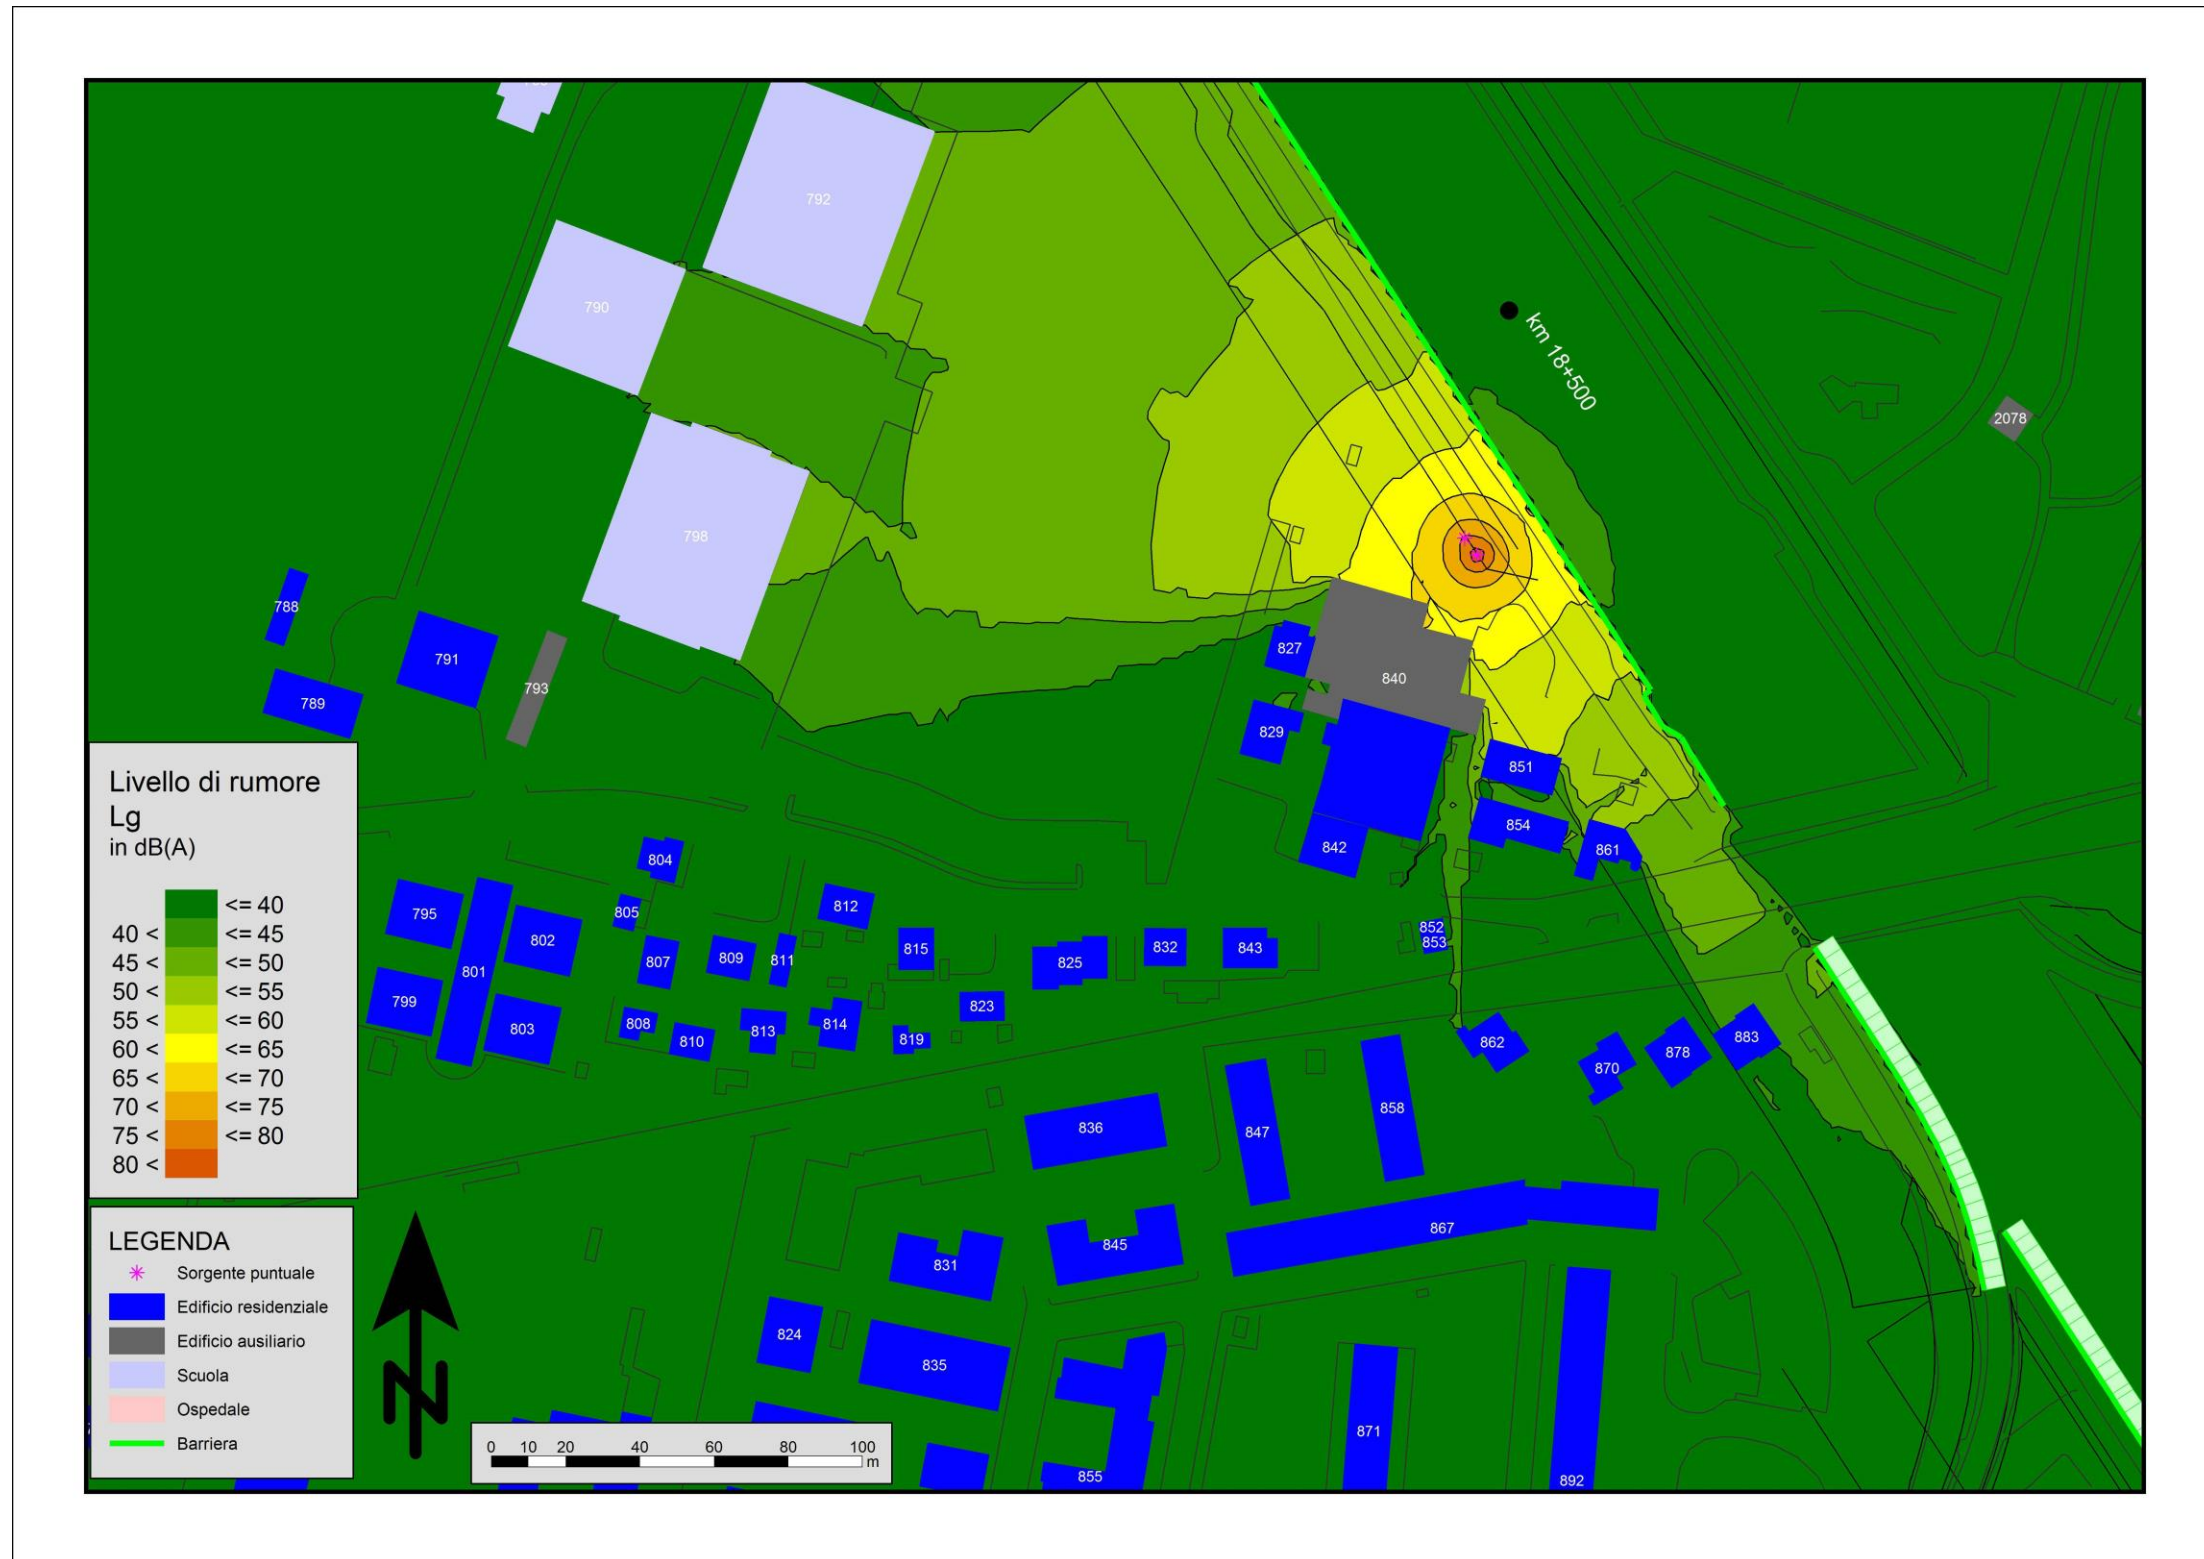 792
790
km 18+500
2078
798
788
791
793
789
827
840
829
851
854
842
861
Livello di rumore
Lg
in dB(A)
<= 40
40 < <= 45
45 < <= 50
50 < <= 55
55 < <= 60
60 < <= 65
65 < <= 70
70 < <= 75
75 < <= 80
80 <
804
805
795
802
801
799
803
807
809
811
812
815
808
810
813
814
819
823
825
832
843
852
853
862
870
878
883
836
847
858
867
831
845
824
835
871
855
892
LEGENDA
Sorgente puntuale
Edificio residenziale
Edificio ausiliario
Scuola
Ospedale
Barriera
N
0 10 20 40 60 80 100
m